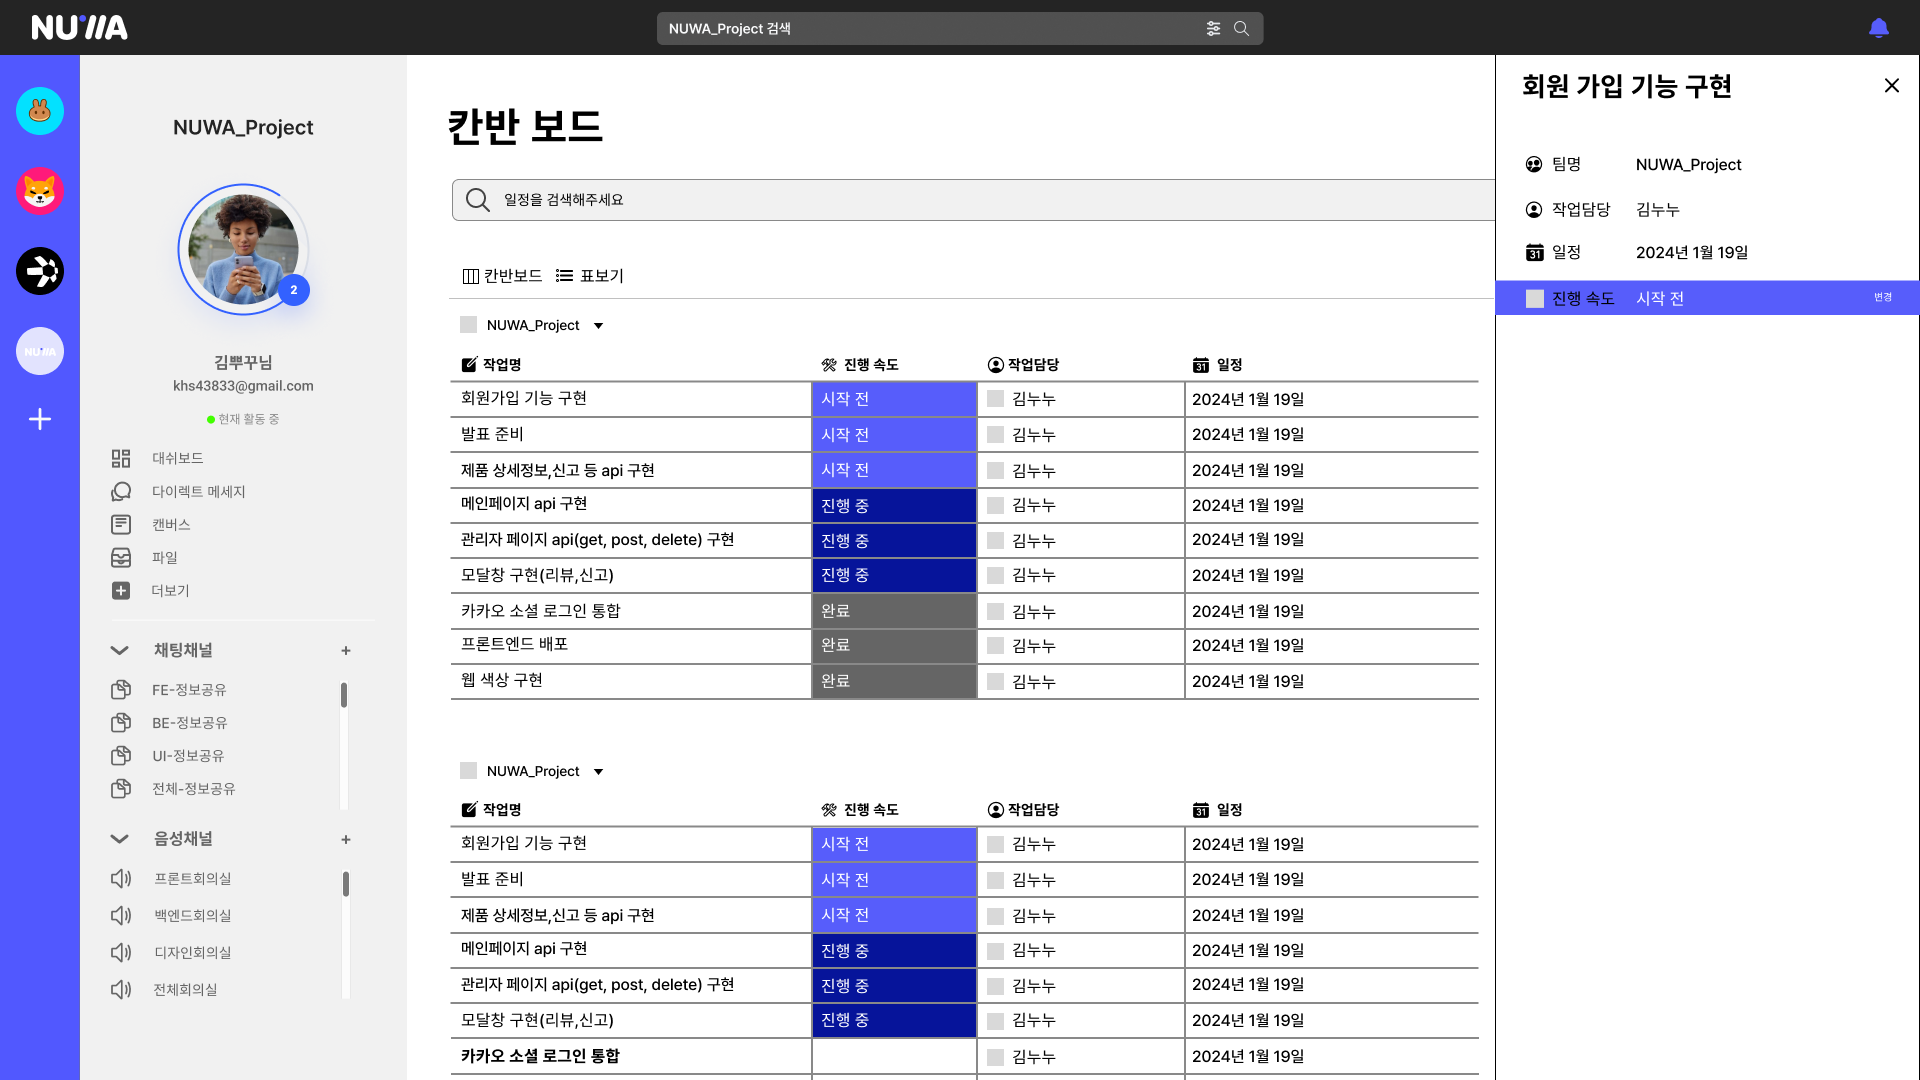 NUWA
NUWA_Project 검색
NUWA
NUWA_Project
2
김뿌꾸님
khs43833@gmail.com
현재 활동 중
대쉬보드
다이렉트 메세지
캔버스
파일
더보기
채팅채널 +
FE-정보공유
BE-정보공유
UI-정보공유
전체-정보공유
음성채널 +
프론트회의실
백엔드회의실
디자인회의실
전체회의실
칸반 보드
일정을 검색해주세요
칸반보드 표보기
NUWA_Project
작업명 진행 속도 작업담당 31 일정
회원가입 기능 구현 시작 전 김누누 2024년 1월 19일
발표 준비 시작 전 김누누 2024년 1월 19일
제품 상세정보,신고 등 api 구현 시작 전 김누누 2024년 1월 19일
메인페이지 api 구현 진행 중 김누누 2024년 1월 19일
관리자 페이지 api(get, post, delete) 구현 진행 중 김누누 2024년 1월 19일
모달창 구현(리뷰,신고) 진행 중 김누누 2024년 1월 19일
카카오 소셜 로그인 통합 완료 김누누 2024년 1월 19일
프론트엔드 배포 완료 김누누 2024년 1월 19일
웹 색상 구현 완료 김누누 2024년 1월 19일
NUWA_Project
작업명 진행 속도 작업담당 31 일정
회원가입 기능 구현 시작 전 김누누 2024년 1월 19일
발표 준비 시작 전 김누누 2024년 1월 19일
제품 상세정보,신고 등 api 구현 시작 전 김누누 2024년 1월 19일
메인페이지 api 구현 진행 중 김누누 2024년 1월 19일
관리자 페이지 api(get, post, delete) 구현 진행 중 김누누 2024년 1월 19일
모달창 구현(리뷰,신고) 진행 중 김누누 2024년 1월 19일
카카오 소셜 로그인 통합 김누누 2024년 1월 19일
회원 가입 기능 구현
팀명 NUWA_Project
작업담당 김누누
31 일정 2024년 1월 19일
진행 속도 시작 전 변경